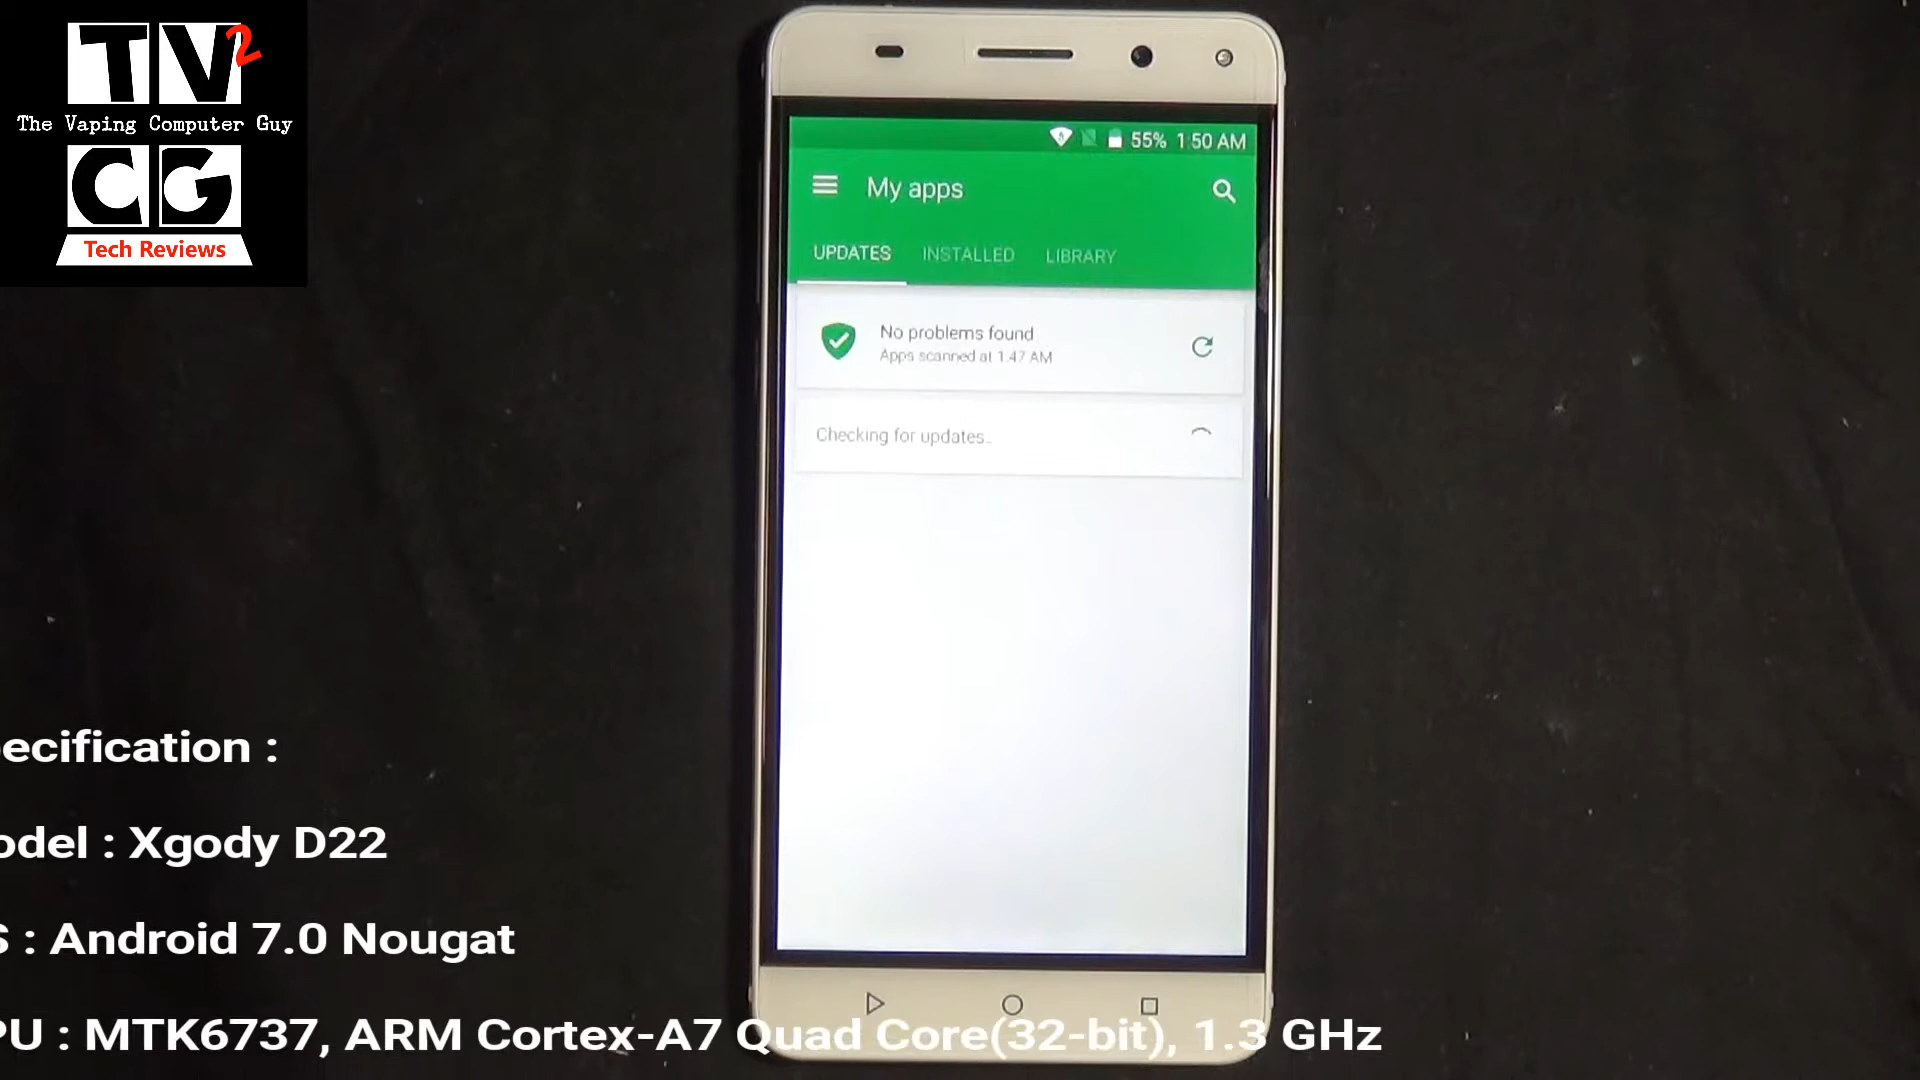 TV2
The Vaping Computer Guy
CG
Tech Reviews
55% 1:50 AM
My apps
UPDATES INSTALLED LIBRARY
No problems found
Apps scanned at 1:47 AM
Checking for updates..
ecification :
odel : Xgody D22
S : Android 7.0 Nougat
PU : MTK6737, ARM Cortex-A7 Quad Core(32-bit), 1.3 GHz